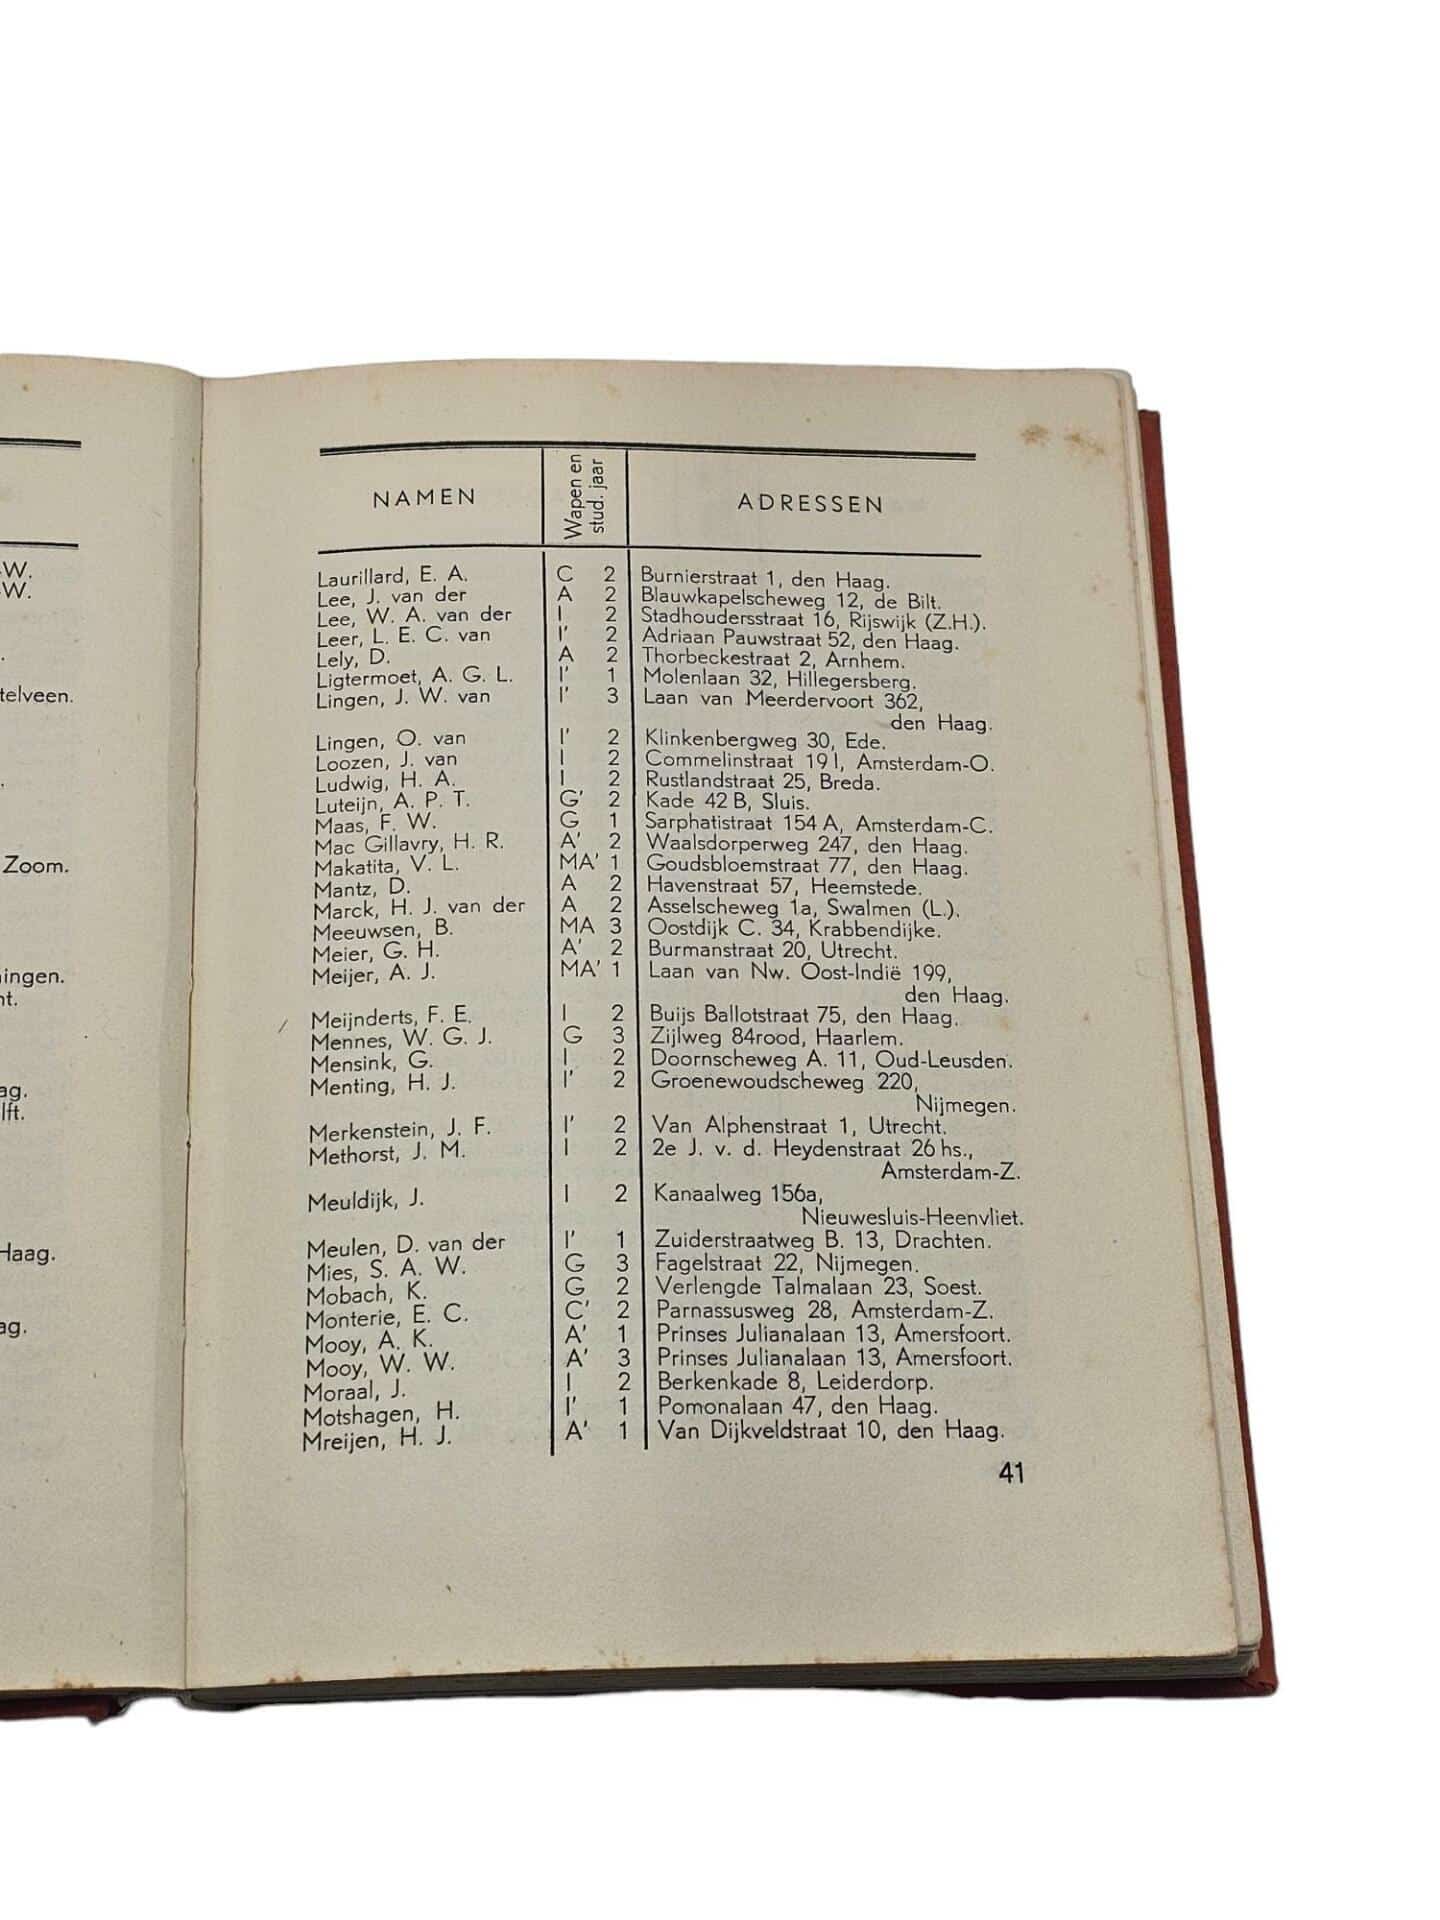 -W.
-W.
telveen.
Zoom.
ningen.
ag.
lft.
Haag.
ag.
NAMEN
Wapen en
stud. jaar
ADRESSEN
Laurillard, E. A. C 2 Burnierstraat 1, den Haag.
Lee, J. van der A 2 Blauwkapelscheweg 12, de Bilt.
Lee, W. A. van der I 2 Stadhoudersstraat 16, Rijswijk (Z.H.).
Leer, L. E. C. van I' 2 Adriaan Pauwstraat 52, den Haag.
Lely, D. A 2 Thorbeckestraat 2, Arnhem.
Ligtermoet, A. G. L. I' 1 Molenlaan 32, Hillegersberg.
Lingen, J. W. van I' 3 Laan van Meerdervoort 362,
den Haag.
Lingen, O. van I' 2 Klinkenbergweg 30, Ede.
Loozen, J. van I 2 Commelinstraat 19 I, Amsterdam-O.
Ludwig, H. A. I 2 Rustlandstraat 25, Breda.
Luteijn, A. P. T. G' 2 Kade 42 B, Sluis.
Maas, F. W. G 1 Sarphatistraat 154 A, Amsterdam-C.
Mac Gillavry, H. R. A' 2 Waalsdorperweg 247, den Haag.
Makatita, V. L. MA' 1 Goudsbloemstraat 77, den Haag.
Mantz, D. A 2 Havenstraat 57, Heemstede.
Marck, H. J. van der A 2 Asselscheweg 1a, Swalmen (L.).
Meeuwsen, B. MA 3 Oostdijk C. 34, Krabbendijke.
Meier, G. H. A' 2 Burmanstraat 20, Utrecht.
Meijer, A. J. MA' 1 Laan van Nw. Oost-Indië 199,
den Haag.
Meijnderts, F. E. I 2 Buijs Ballotstraat 75, den Haag.
Mennes, W. G. J. G 3 Zijlweg 84rood, Haarlem.
Mensink, G. I 2 Doornscheweg A. 11, Oud-Leusden.
Menting, H. J. I' 2 Groenewoudscheweg 220,
Nijmegen.
Merkenstein, J. F. I' 2 Van Alphenstraat 1, Utrecht.
Methorst, J. M. I 2 2e J. v. d. Heydenstraat 26 hs.,
Amsterdam-Z.
Meuldijk, J. I 2 Kanaalweg 156a,
Nieuwesluis-Heenvliet.
Meulen, D. van der I' 1 Zuiderstraatweg B. 13, Drachten.
Mies, S. A. W. G 3 Fagelstraat 22, Nijmegen.
Mobach, K. G 2 Verlengde Talmalaan 23, Soest.
Monterie, E. C. C' 2 Parnassusweg 28, Amsterdam-Z.
Mooy, A. K. A' 1 Prinses Julianalaan 13, Amersfoort.
Mooy, W. W. A' 3 Prinses Julianalaan 13, Amersfoort.
Moraal, J. I 2 Berkenkade 8, Leiderdorp.
Motshagen, H. I' 1 Pomonalaan 47, den Haag.
Mreijen, H. J. A' 1 Van Dijkveldstraat 10, den Haag.
41